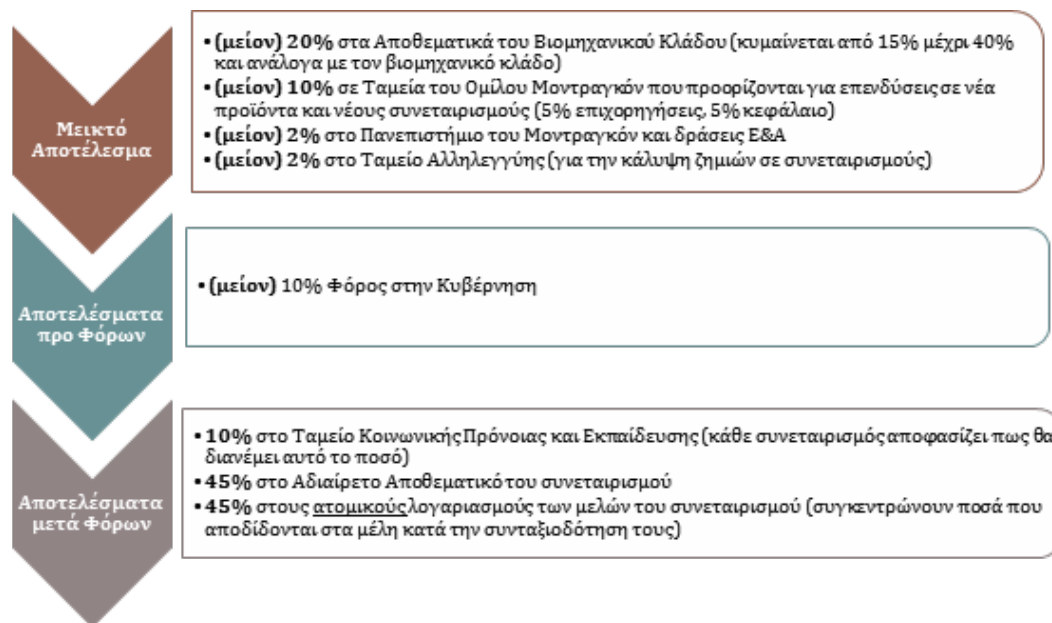 Μεικτό
Αποτέλεσμα
▪ (μείον) 20% στα Αποθεματικά του Βιομηχανικού Κλάδου (κυμαίνεται από 15% μέχρι 40%
και ανάλογα με τον βιομηχανικό κλάδο)
▪ (μείον) 10% σε Ταμεία του Ομίλου Μοντραγκόν που προορίζονται για επενδύσεις σε νέα
προϊόντα και νέους συνεταιρισμούς (5% επιχορηγήσεις, 5% κεφάλαιο)
▪ (μείον) 2% στο Πανεπιστήμιο του Μοντραγκόν και δράσεις Ε&Α
▪ (μείον) 2% στο Ταμείο Αλληλεγγύης (για την κάλυψη ζημιών σε συνεταιρισμούς)
Αποτελέσματα
προ Φόρων
▪ (μείον) 10% Φόρος στην Κυβέρνηση
Αποτελέσματα
μετά Φόρων
▪ 10% στο Ταμείο Κοινωνικής Πρόνοιας και Εκπαίδευσης (κάθε συνεταιρισμός αποφασίζει πως θα
διανέμει αυτό το ποσό)
▪ 45% στο Αδιαίρετο Αποθεματικό του συνεταιρισμού
▪ 45% στους ατομικούς λογαριασμούς των μελών του συνεταιρισμού (συγκεντρώνουν ποσά που
αποδίδονται στα μέλη κατά την συνταξιοδότηση τους)